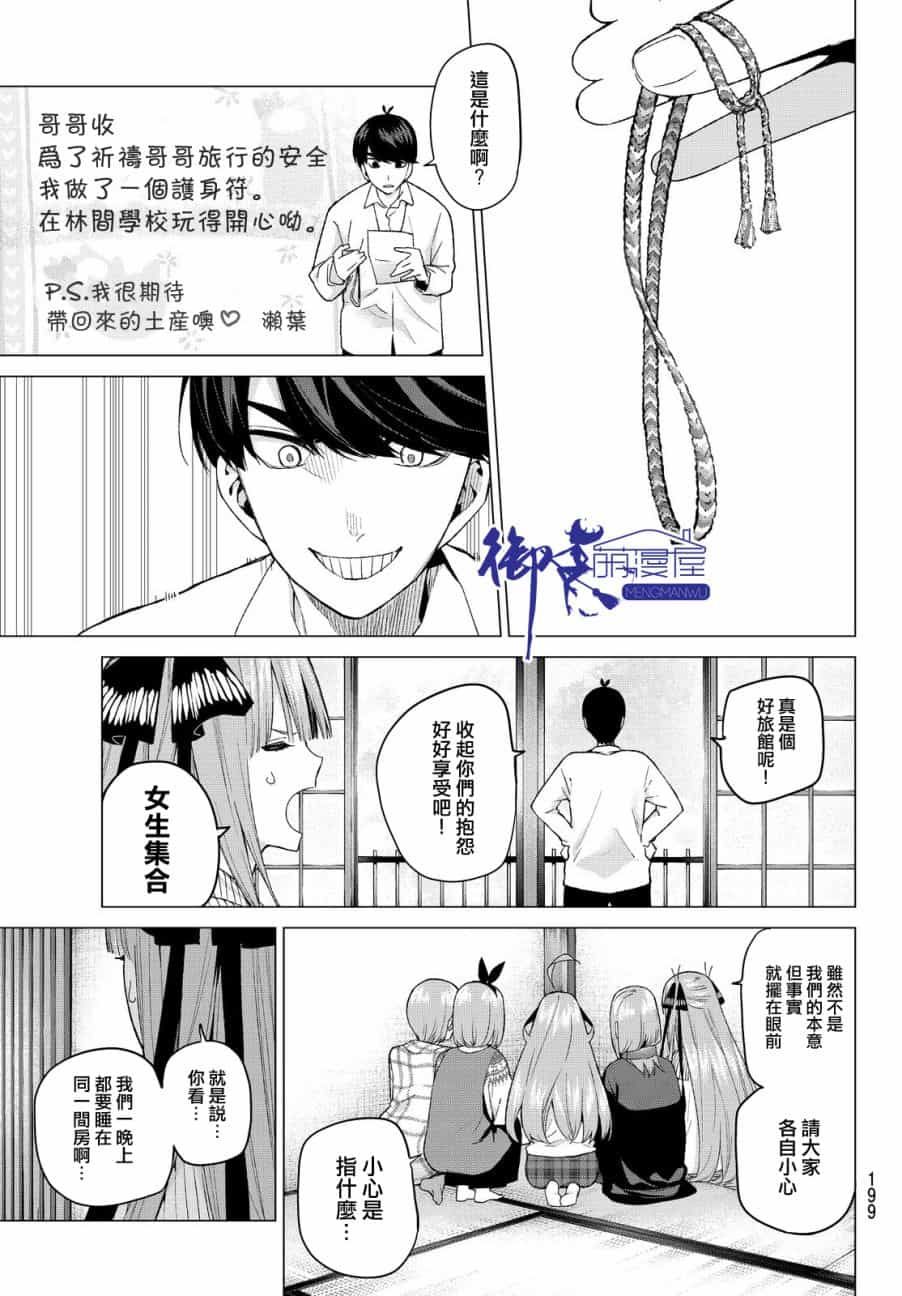 這是什麼啊？
哥哥收
爲了祈禱哥哥旅行的安全
我做了一個護身符。
在林間學校玩得開心呦。
P.S.我很期待
帶回來的土産噢♡ 瀨葉
御書
萌漫屋
MENGMANWU
真是個
好旅館呢！
收起你們的抱怨
好好享受吧！
女生集合
雖然不是
我們的本意
但事實
就擺在眼前
請大家
各自小心
小心是
指什麼…
就是說…
你看…
我們一晚上
都要睡在
同一間房啊…
199